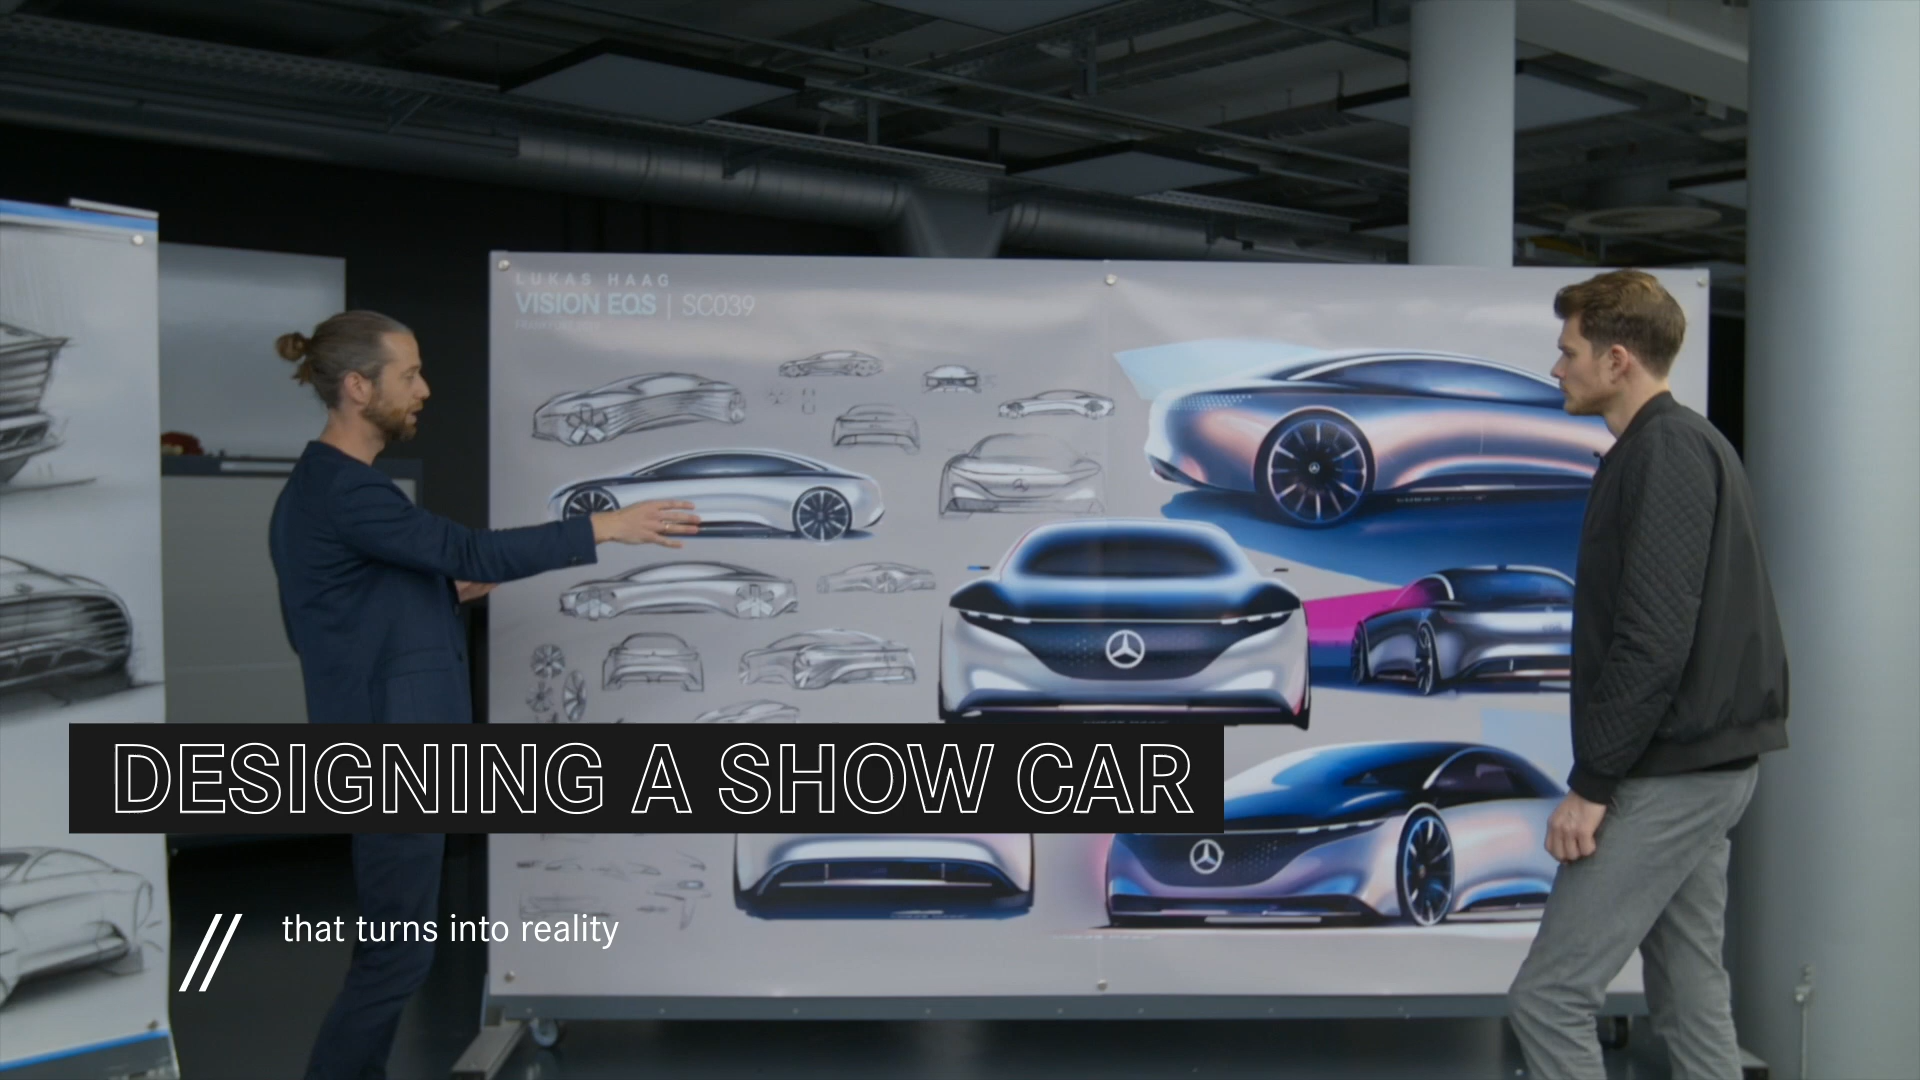 LUKAS HAAG
VISION EQS | SC039
DESIGNING A SHOW CAR
that turns into reality